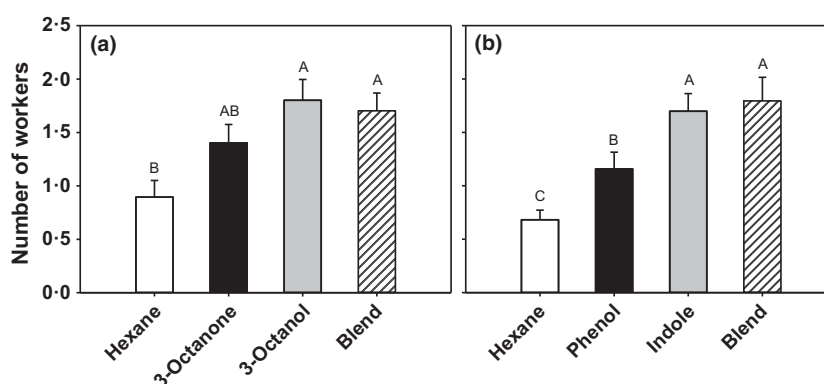 Number of workers
2·5
2·0
1·5
1·0
0·5
0·0
(a)
B
AB
A
A
Hexane
3-Octanone
3-Octanol
Blend
(b)
C
B
A
A
Hexane
Phenol
Indole
Blend